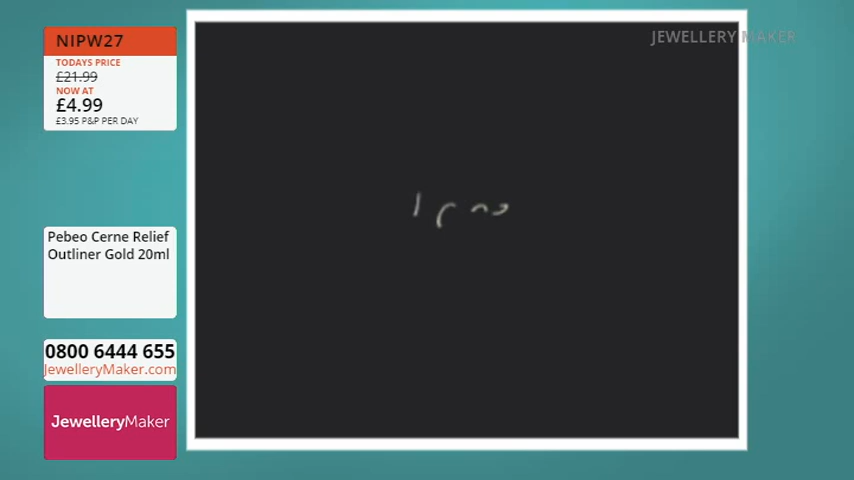 NIPW27
TODAYS PRICE
£21.99
NOW AT
£4.99
£3.95 P&P PER DAY
JEWELLERY MAKER
Pebeo Cerne Relief
Outliner Gold 20ml
0800 6444 655
JewelleryMaker.com
JewelleryMaker